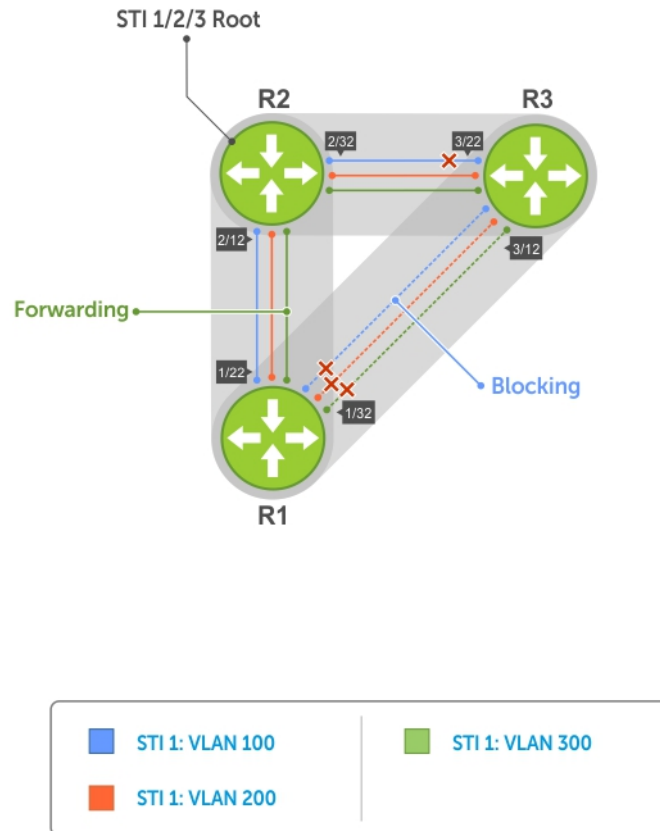 STI 1/2/3 Root
R2
R3
2/32
3/22
2/12
3/12
Forwarding
1/22
Blocking
1/32
R1
STI 1: VLAN 100
STI 1: VLAN 300
STI 1: VLAN 200